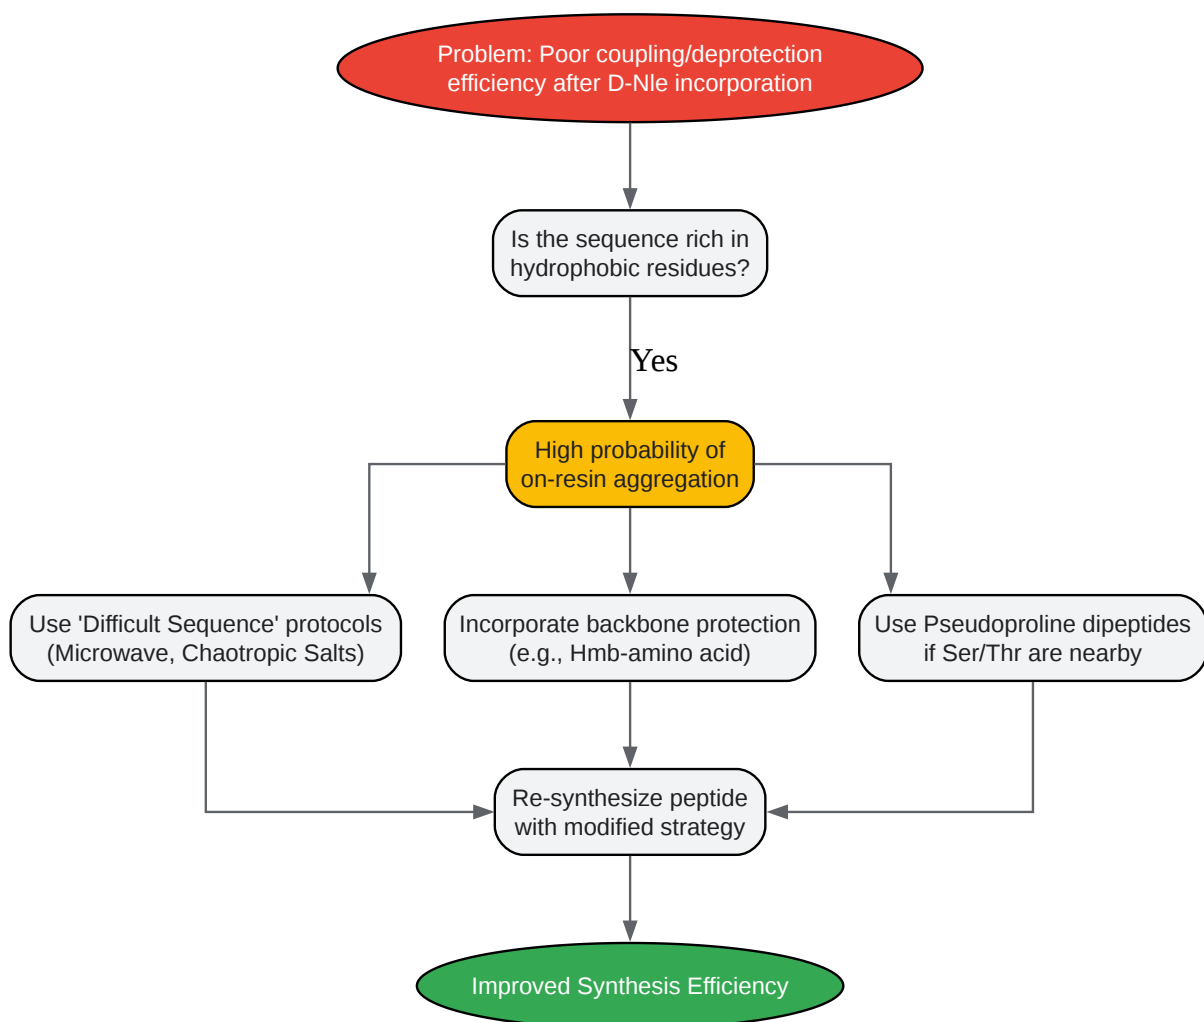 Problem: Poor coupling/deprotection
efficiency after D-Nle incorporation
Is the sequence rich in
hydrophobic residues?
Yes
High probability of
on-resin aggregation
Use 'Difficult Sequence' protocols
(Microwave, Chaotropic Salts)
Incorporate backbone protection
(e.g., Hmb-amino acid)
Use Pseudoproline dipeptides
if Ser/Thr are nearby
Re-synthesize peptide
with modified strategy
Improved Synthesis Efficiency